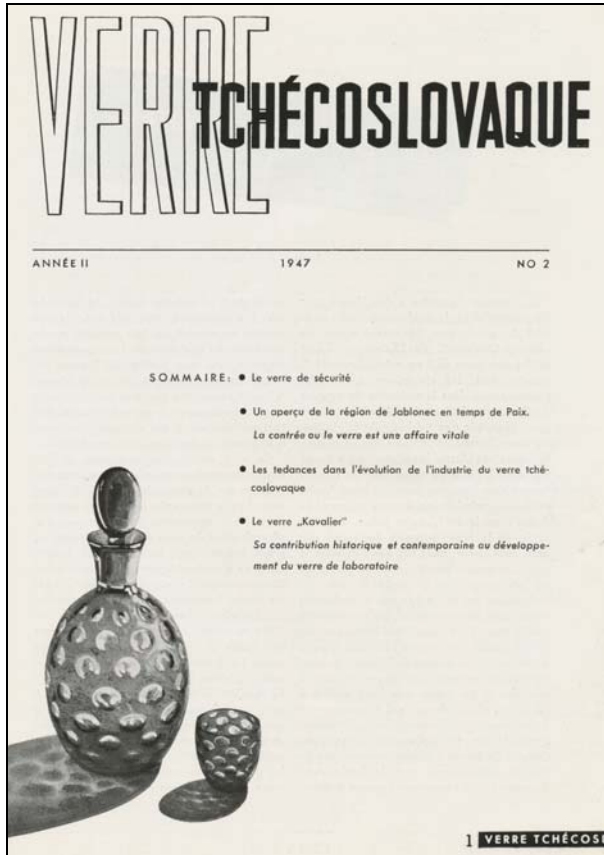 VERRE
TCHÉCOSLOVAQUE
ANNÉE II 1947 NO 2
SOMMAIRE: ● Le verre de sécurité
● Un aperçu de la région de Jablonec en temps de Paix.
La contrée ou le verre est une affaire vitale
● Les tedances dans l'évolution de l'industrie du verre tché-
coslovaque
● Le verre „Kavalier"
Sa contribution historique et contemporaine au développe-
ment du verre de laboratoire
1 VERRE TCHÉCOSL